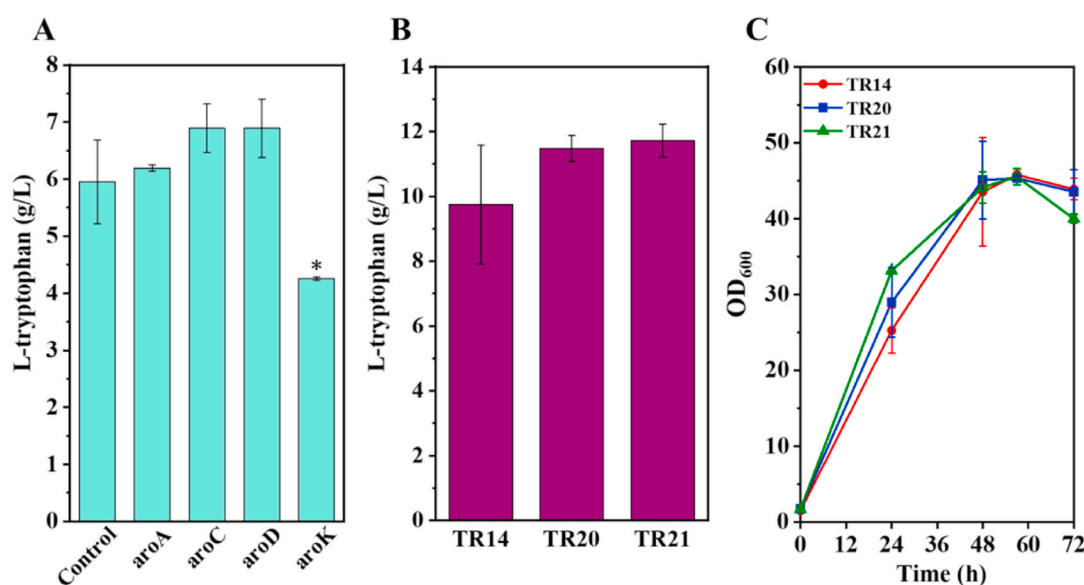 A
L-tryptophan (g/L)
8
7
6
5
4
3
2
1
0
Control
aroA
aroC
aroD
aroK
*
B
L-tryptophan (g/L)
14
12
10
8
6
4
2
0
TR14
TR20
TR21
C
OD600
60
50
40
30
20
10
0
TR14
TR20
TR21
0 12 24 36 48 60 72
Time (h)